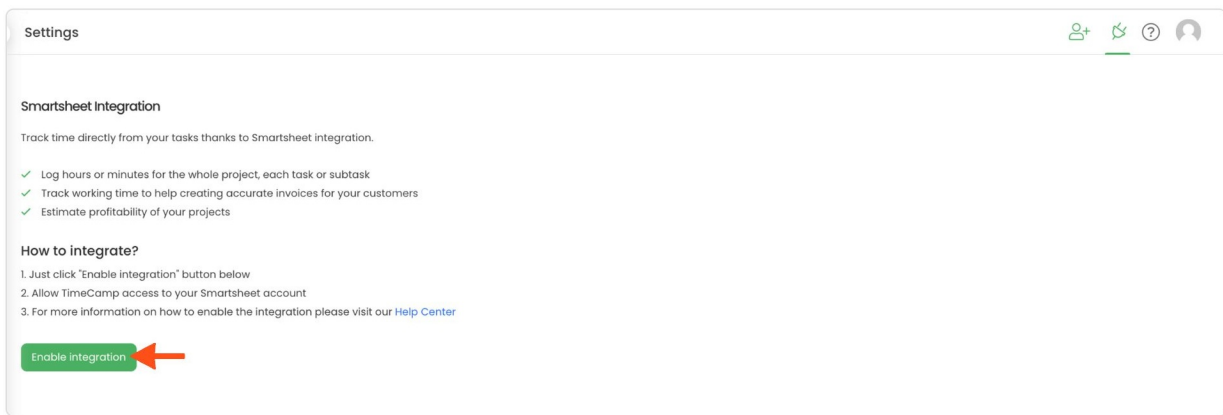 Settings
Smartsheet Integration
Track time directly from your tasks thanks to Smartsheet integration.
Log hours or minutes for the whole project, each task or subtask
Track working time to help creating accurate invoices for your customers
Estimate profitability of your projects
How to integrate?
1. Just click "Enable integration" button below
2. Allow TimeCamp access to your Smartsheet account
3. For more information on how to enable the integration please visit our Help Center
Enable integration